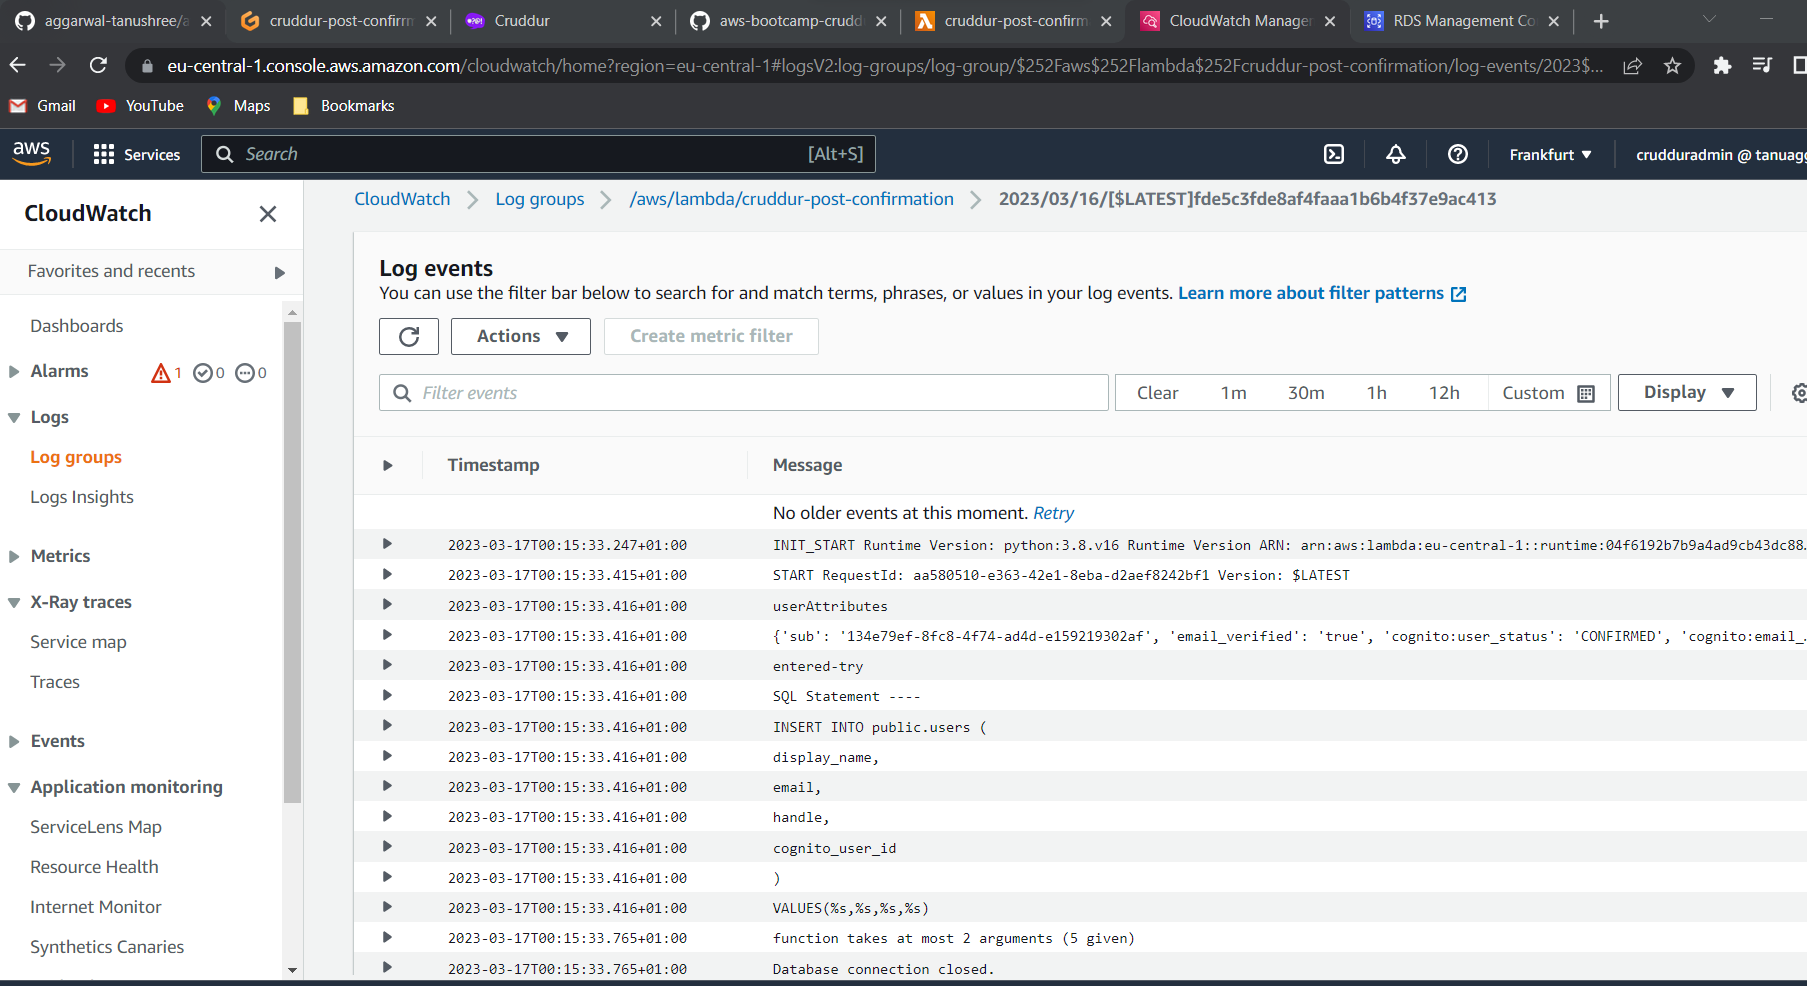 aggarwal-tanushree/a
cruddur-post-confirm
Cruddur
aws-bootcamp-crudd
cruddur-post-confirm
CloudWatch Manager
RDS Management Co
eu-central-1.console.aws.amazon.com/cloudwatch/home?region=eu-central-1#logsV2:log-groups/log-group/$252Faws$252Flambda$252Fcruddur-post-confirmation/log-events/2023$...
Gmail
YouTube
Maps
Bookmarks
aws
Services
Search
[Alt+S]
Frankfurt
crudduradmin @ tanuagg
CloudWatch
Favorites and recents
Dashboards
Alarms
1
0
0
Logs
Log groups
Logs Insights
Metrics
X-Ray traces
Service map
Traces
Events
Application monitoring
ServiceLens Map
Resource Health
Internet Monitor
Synthetics Canaries
CloudWatch
Log groups
/aws/lambda/cruddur-post-confirmation
2023/03/16/[$LATEST]fde5c3fde8af4faaa1b6b4f37e9ac413
Log events
You can use the filter bar below to search for and match terms, phrases, or values in your log events. Learn more about filter patterns
Actions
Create metric filter
Filter events
Clear
1m
30m
1h
12h
Custom
Display
Timestamp
Message
No older events at this moment. Retry
2023-03-17T00:15:33.247+01:00 INIT_START Runtime Version: python:3.8.v16 Runtime Version ARN: arn:aws:lambda:eu-central-1::runtime:04f6192b7b9a4ad9cb43dc88...
2023-03-17T00:15:33.415+01:00 START RequestId: aa580510-e363-42e1-8eba-d2aef8242bf1 Version: $LATEST
2023-03-17T00:15:33.416+01:00 userAttributes
2023-03-17T00:15:33.416+01:00 {'sub': '134e79ef-8fc8-4f74-ad4d-e159219302af', 'email_verified': 'true', 'cognito:user_status': 'CONFIRMED', 'cognito:email_...
2023-03-17T00:15:33.416+01:00 entered-try
2023-03-17T00:15:33.416+01:00 SQL Statement ----
2023-03-17T00:15:33.416+01:00 INSERT INTO public.users (
2023-03-17T00:15:33.416+01:00 display_name,
2023-03-17T00:15:33.416+01:00 email,
2023-03-17T00:15:33.416+01:00 handle,
2023-03-17T00:15:33.416+01:00 cognito_user_id
2023-03-17T00:15:33.416+01:00 )
2023-03-17T00:15:33.416+01:00 VALUES(%s,%s,%s,%s)
2023-03-17T00:15:33.765+01:00 function takes at most 2 arguments (5 given)
2023-03-17T00:15:33.765+01:00 Database connection closed.